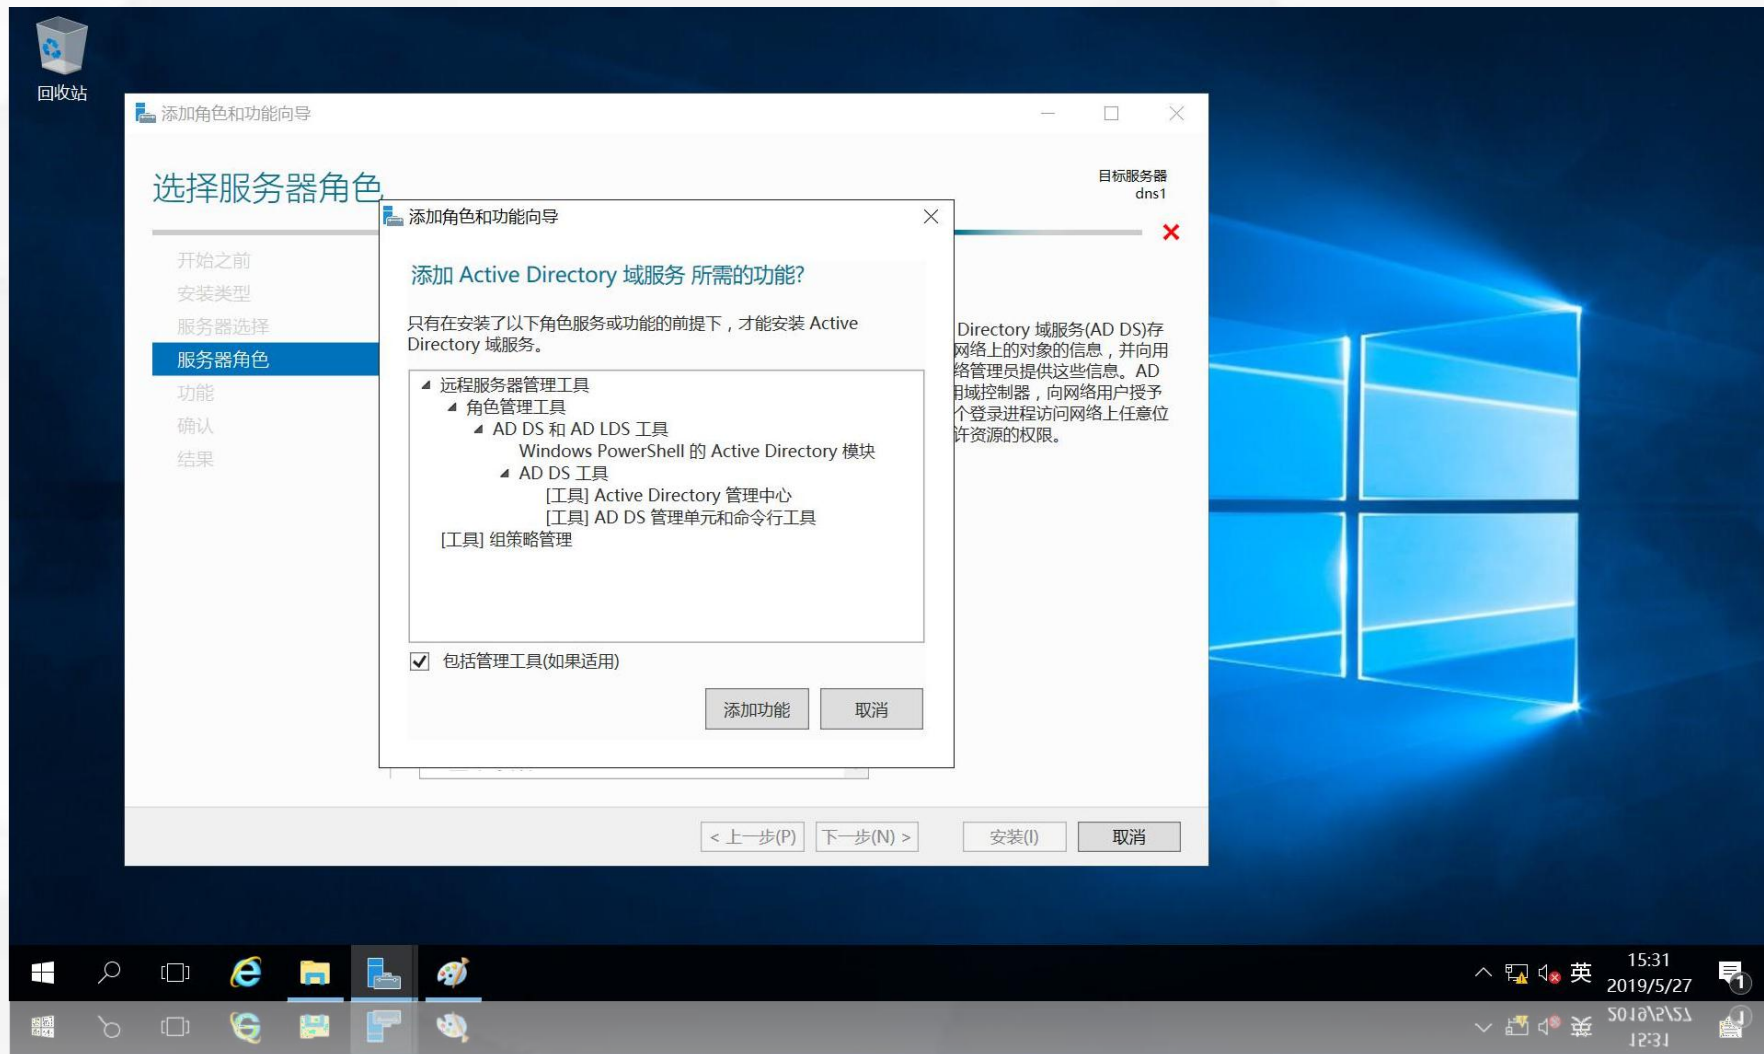 回收站
添加角色和功能向导
选择服务器角色
目标服务器
dns1
开始之前
安装类型
服务器选择
服务器角色
功能
确认
结果
添加角色和功能向导
添加 Active Directory 域服务 所需的功能?
只有在安装了以下角色服务或功能的前提下，才能安装 Active
Directory 域服务。
远程服务器管理工具
角色管理工具
AD DS 和 AD LDS 工具
Windows PowerShell 的 Active Directory 模块
AD DS 工具
[工具] Active Directory 管理中心
[工具] AD DS 管理单元和命令行工具
[工具] 组策略管理
包括管理工具(如果适用)
添加功能
取消
Directory 域服务(AD DS)存
网络上的对象的信息，并向用
络管理员提供这些信息。AD
用域控制器，向网络用户授予
个登录进程访问网络上任意位
许资源的权限。
< 上一步(P)
下一步(N) >
安装(I)
取消
英
15:31
2019/5/27
1